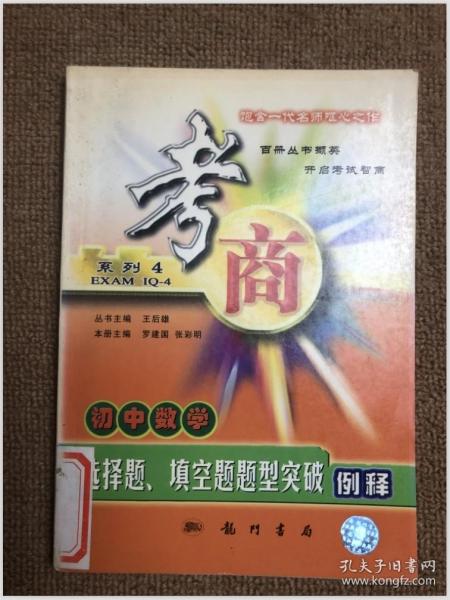 饱含一代名师砥心之作
百册丛书撷英
开启考试智商
考商
系列 4
EXAM IQ-4
丛书主编 王后雄
本册主编 罗建国 张彩明
初中数学
选择题、填空题题型突破 例释
龍門書局
孔夫子旧书网
www.kongfz.com